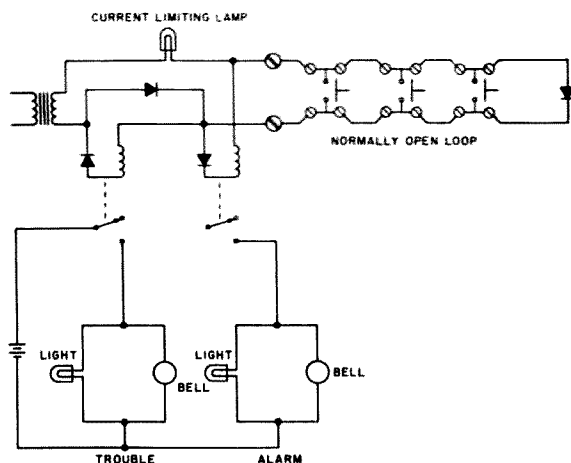 CURRENT LIMITING LAMP
NORMALLY OPEN LOOP
LIGHT
BELL
LIGHT
BELL
TROUBLE
ALARM